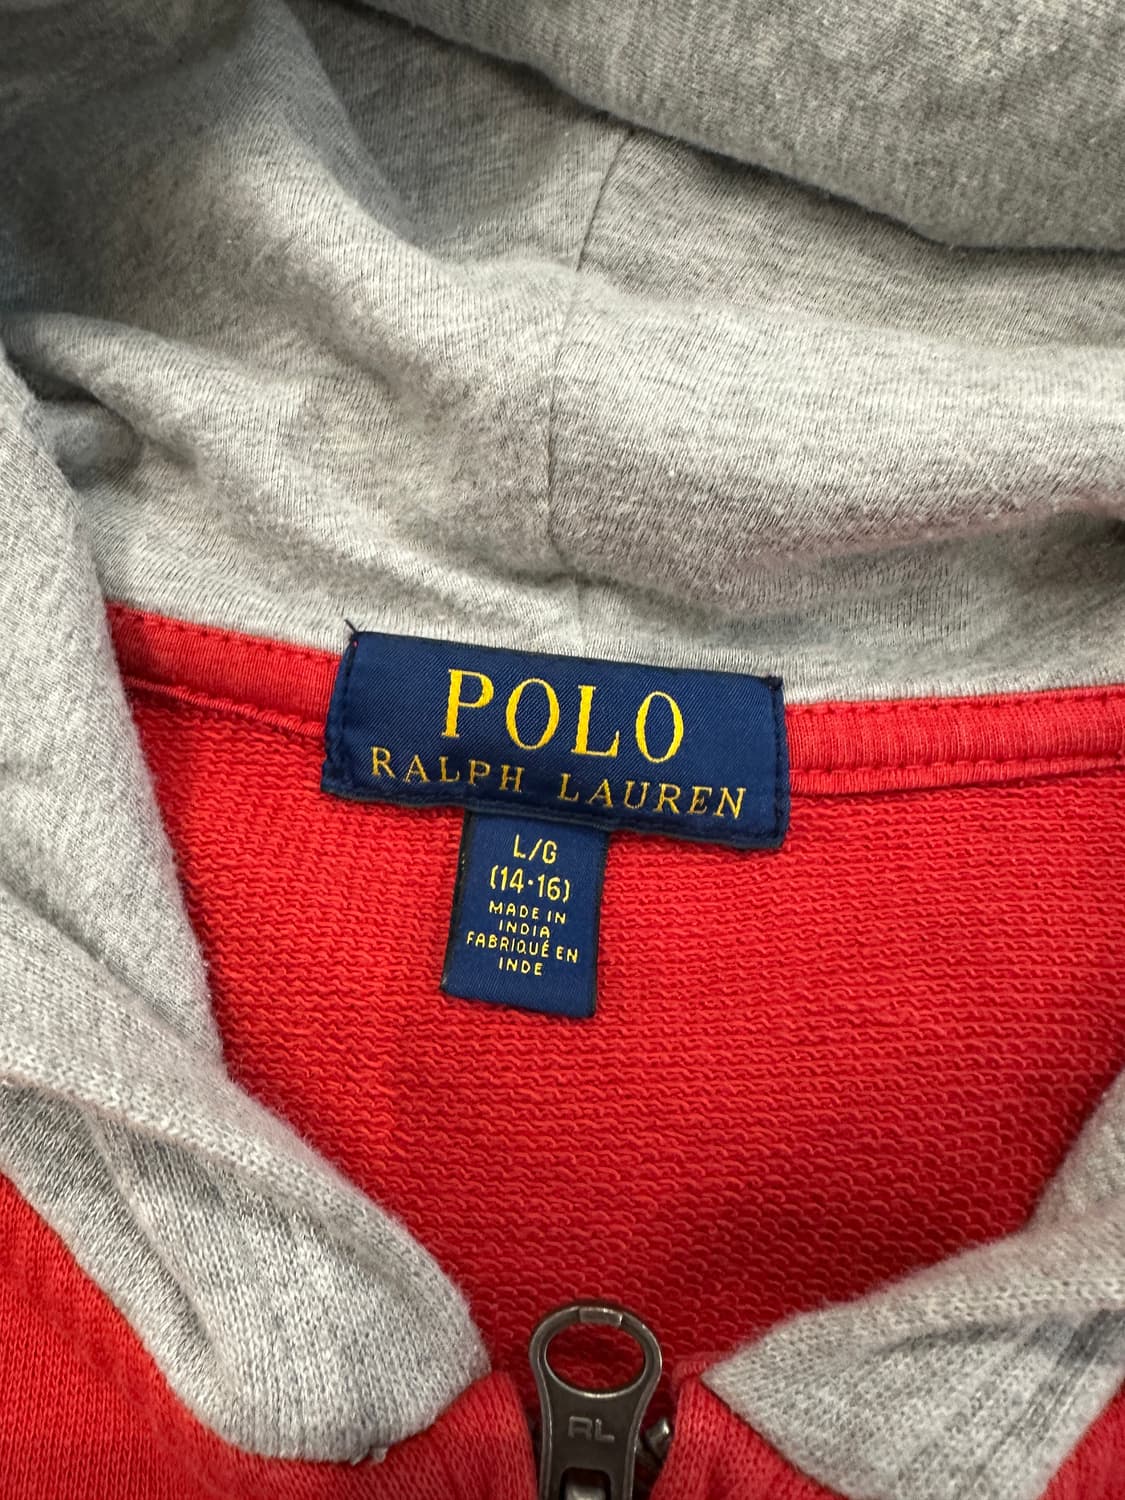 POLO
RALPH LAUREN
L/G
(14·16)
MADE IN
INDIA
FABRIQUÉ EN
INDE
RL